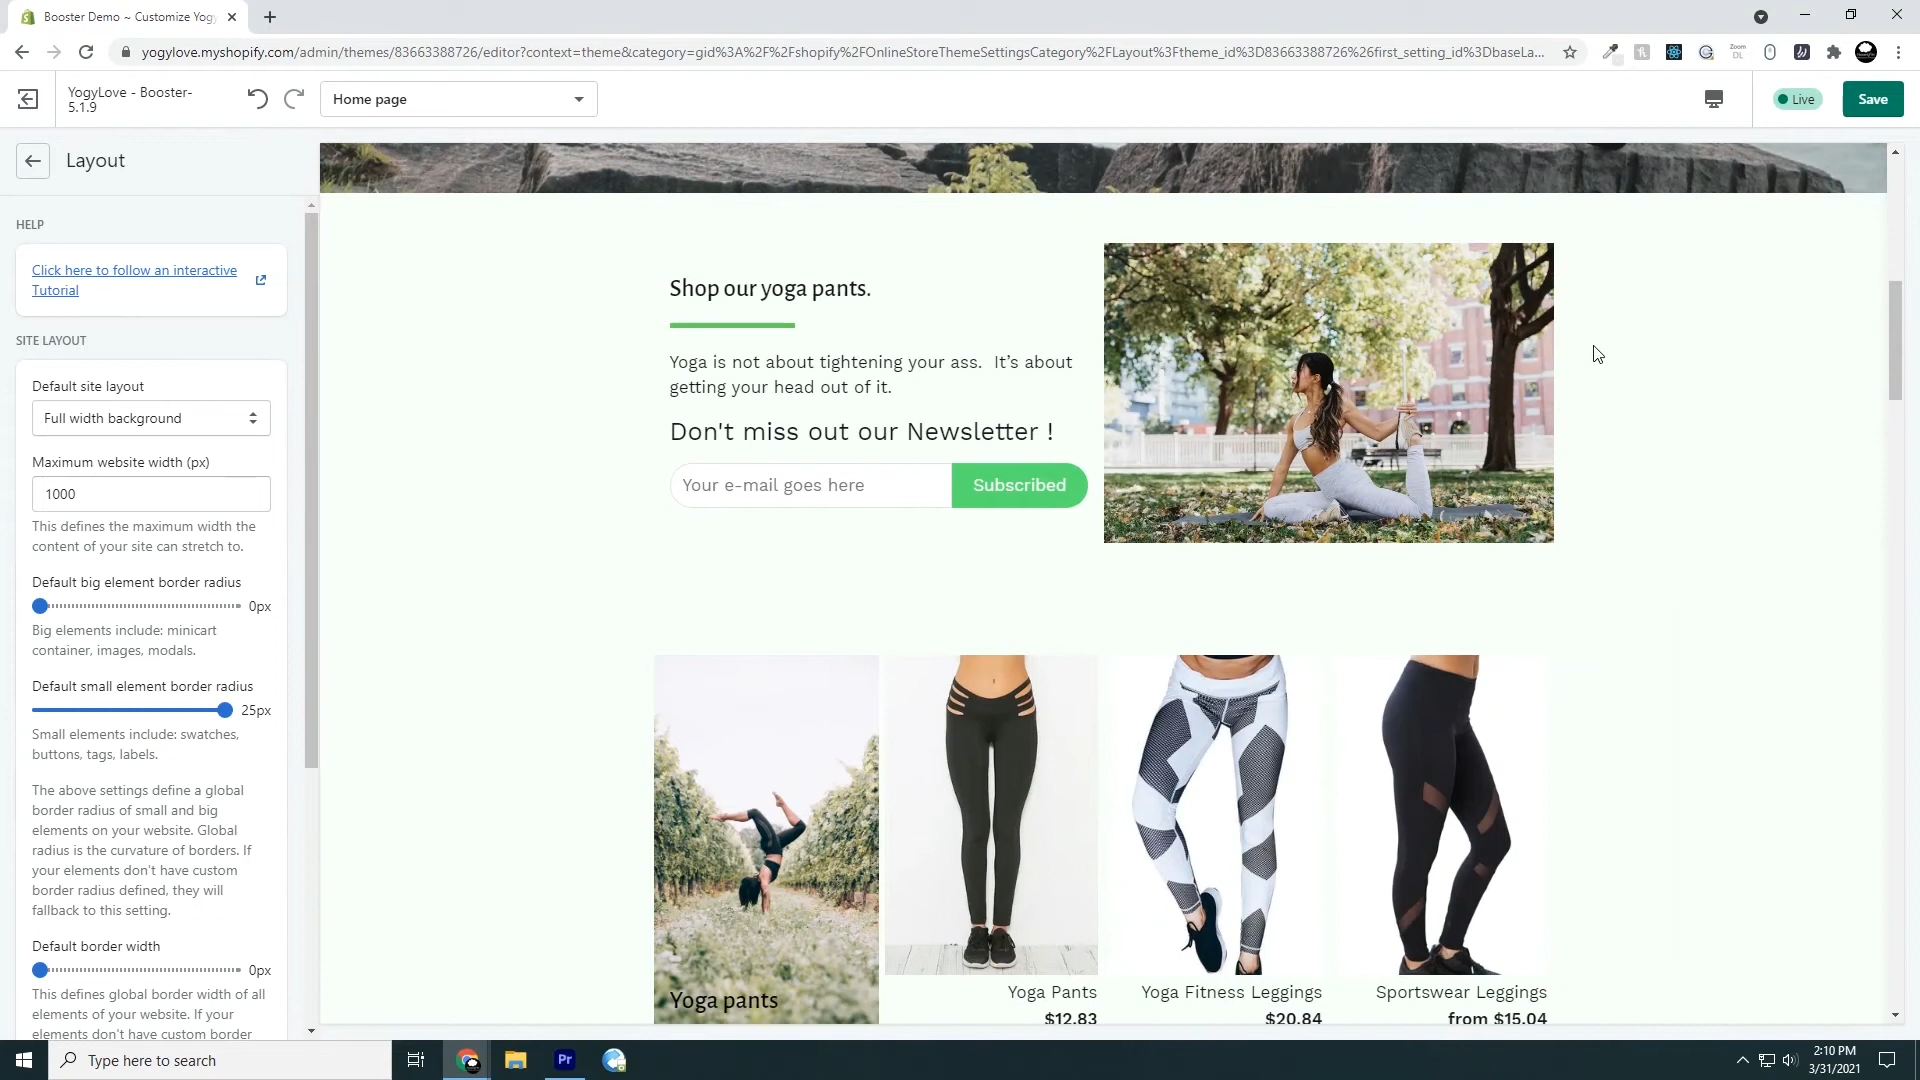 Booster Demo ~ Customize Yog
yogylove.myshopify.com/admin/themes/83663388726/editor?context=theme&category=gid%3A%2F%2Fshopify%2FOnlineStoreThemeSettingsCategory%2FLayout%3Ftheme_id%3D83663388726%26first_setting_id%3DbaseLa...
Zoom
DL
YogyLove - Booster-
5.1.9
Home page
Live
Save
Layout
HELP
Click here to follow an interactive
Tutorial
SITE LAYOUT
Default site layout
Full width background
Maximum website width (px)
1000
This defines the maximum width the
content of your site can stretch to.
Default big element border radius
0px
Big elements include: minicart
container, images, modals.
Default small element border radius
25px
Small elements include: swatches,
buttons, tags, labels.
The above settings define a global
border radius of small and big
elements on your website. Global
radius is the curvature of borders. If
your elements don't have custom
border radius defined, they will
fallback to this setting.
Default border width
0px
This defines global border width of all
elements of your website. If your
elements don't have custom border
Shop our yoga pants.
Yoga is not about tightening your ass.  It's about
getting your head out of it.
Don't miss out our Newsletter !
Your e-mail goes here
Subscribed
Yoga pants
Yoga Pants
$12.83
Yoga Fitness Leggings
$20.84
Sportswear Leggings
from $15.04
Type here to search
Pr
2:10 PM
3/31/2021